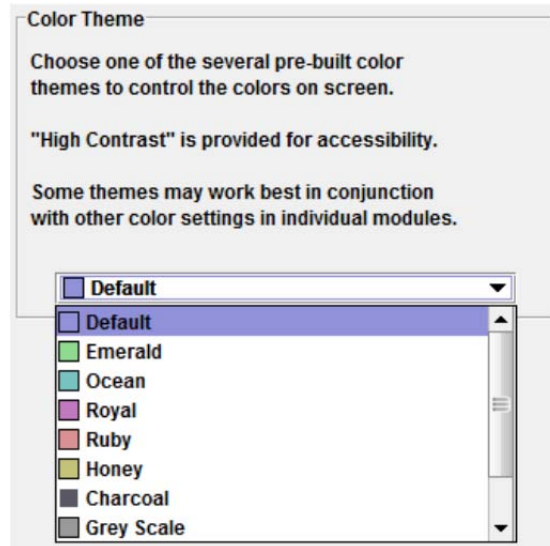 Color Theme
Choose one of the several pre-built color
themes to control the colors on screen.
"High Contrast" is provided for accessibility.
Some themes may work best in conjunction
with other color settings in individual modules.
Default
Default
Emerald
Ocean
Royal
Ruby
Honey
Charcoal
Grey Scale